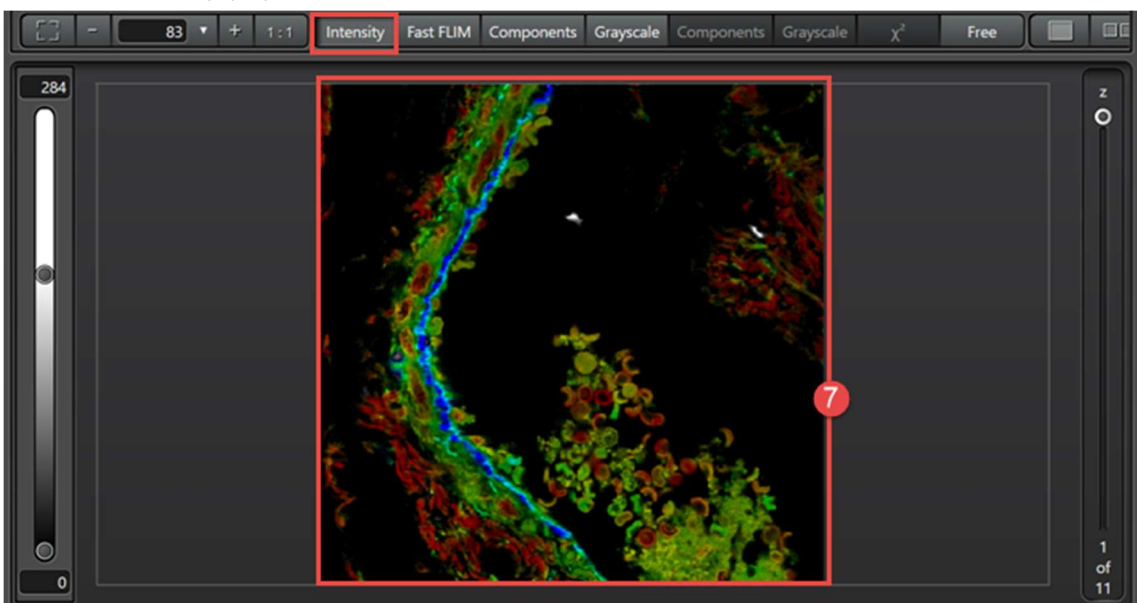 - 83 ▼ + 1:1 Intensity Fast FLIM Components Grayscale Components Grayscale χ² Free
284
z
7
1
of
11
0